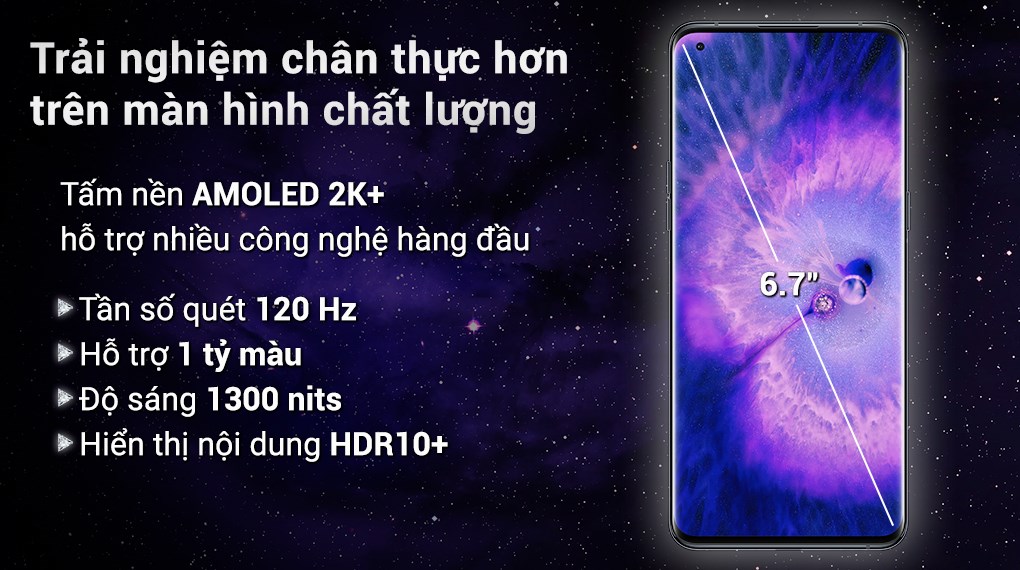 Trải nghiệm chân thực hơn
trên màn hình chất lượng
Tấm nền AMOLED 2K+
hỗ trợ nhiều công nghệ hàng đầu
Tần số quét 120 Hz
Hỗ trợ 1 tỷ màu
Độ sáng 1300 nits
Hiển thị nội dung HDR10+
6.7"